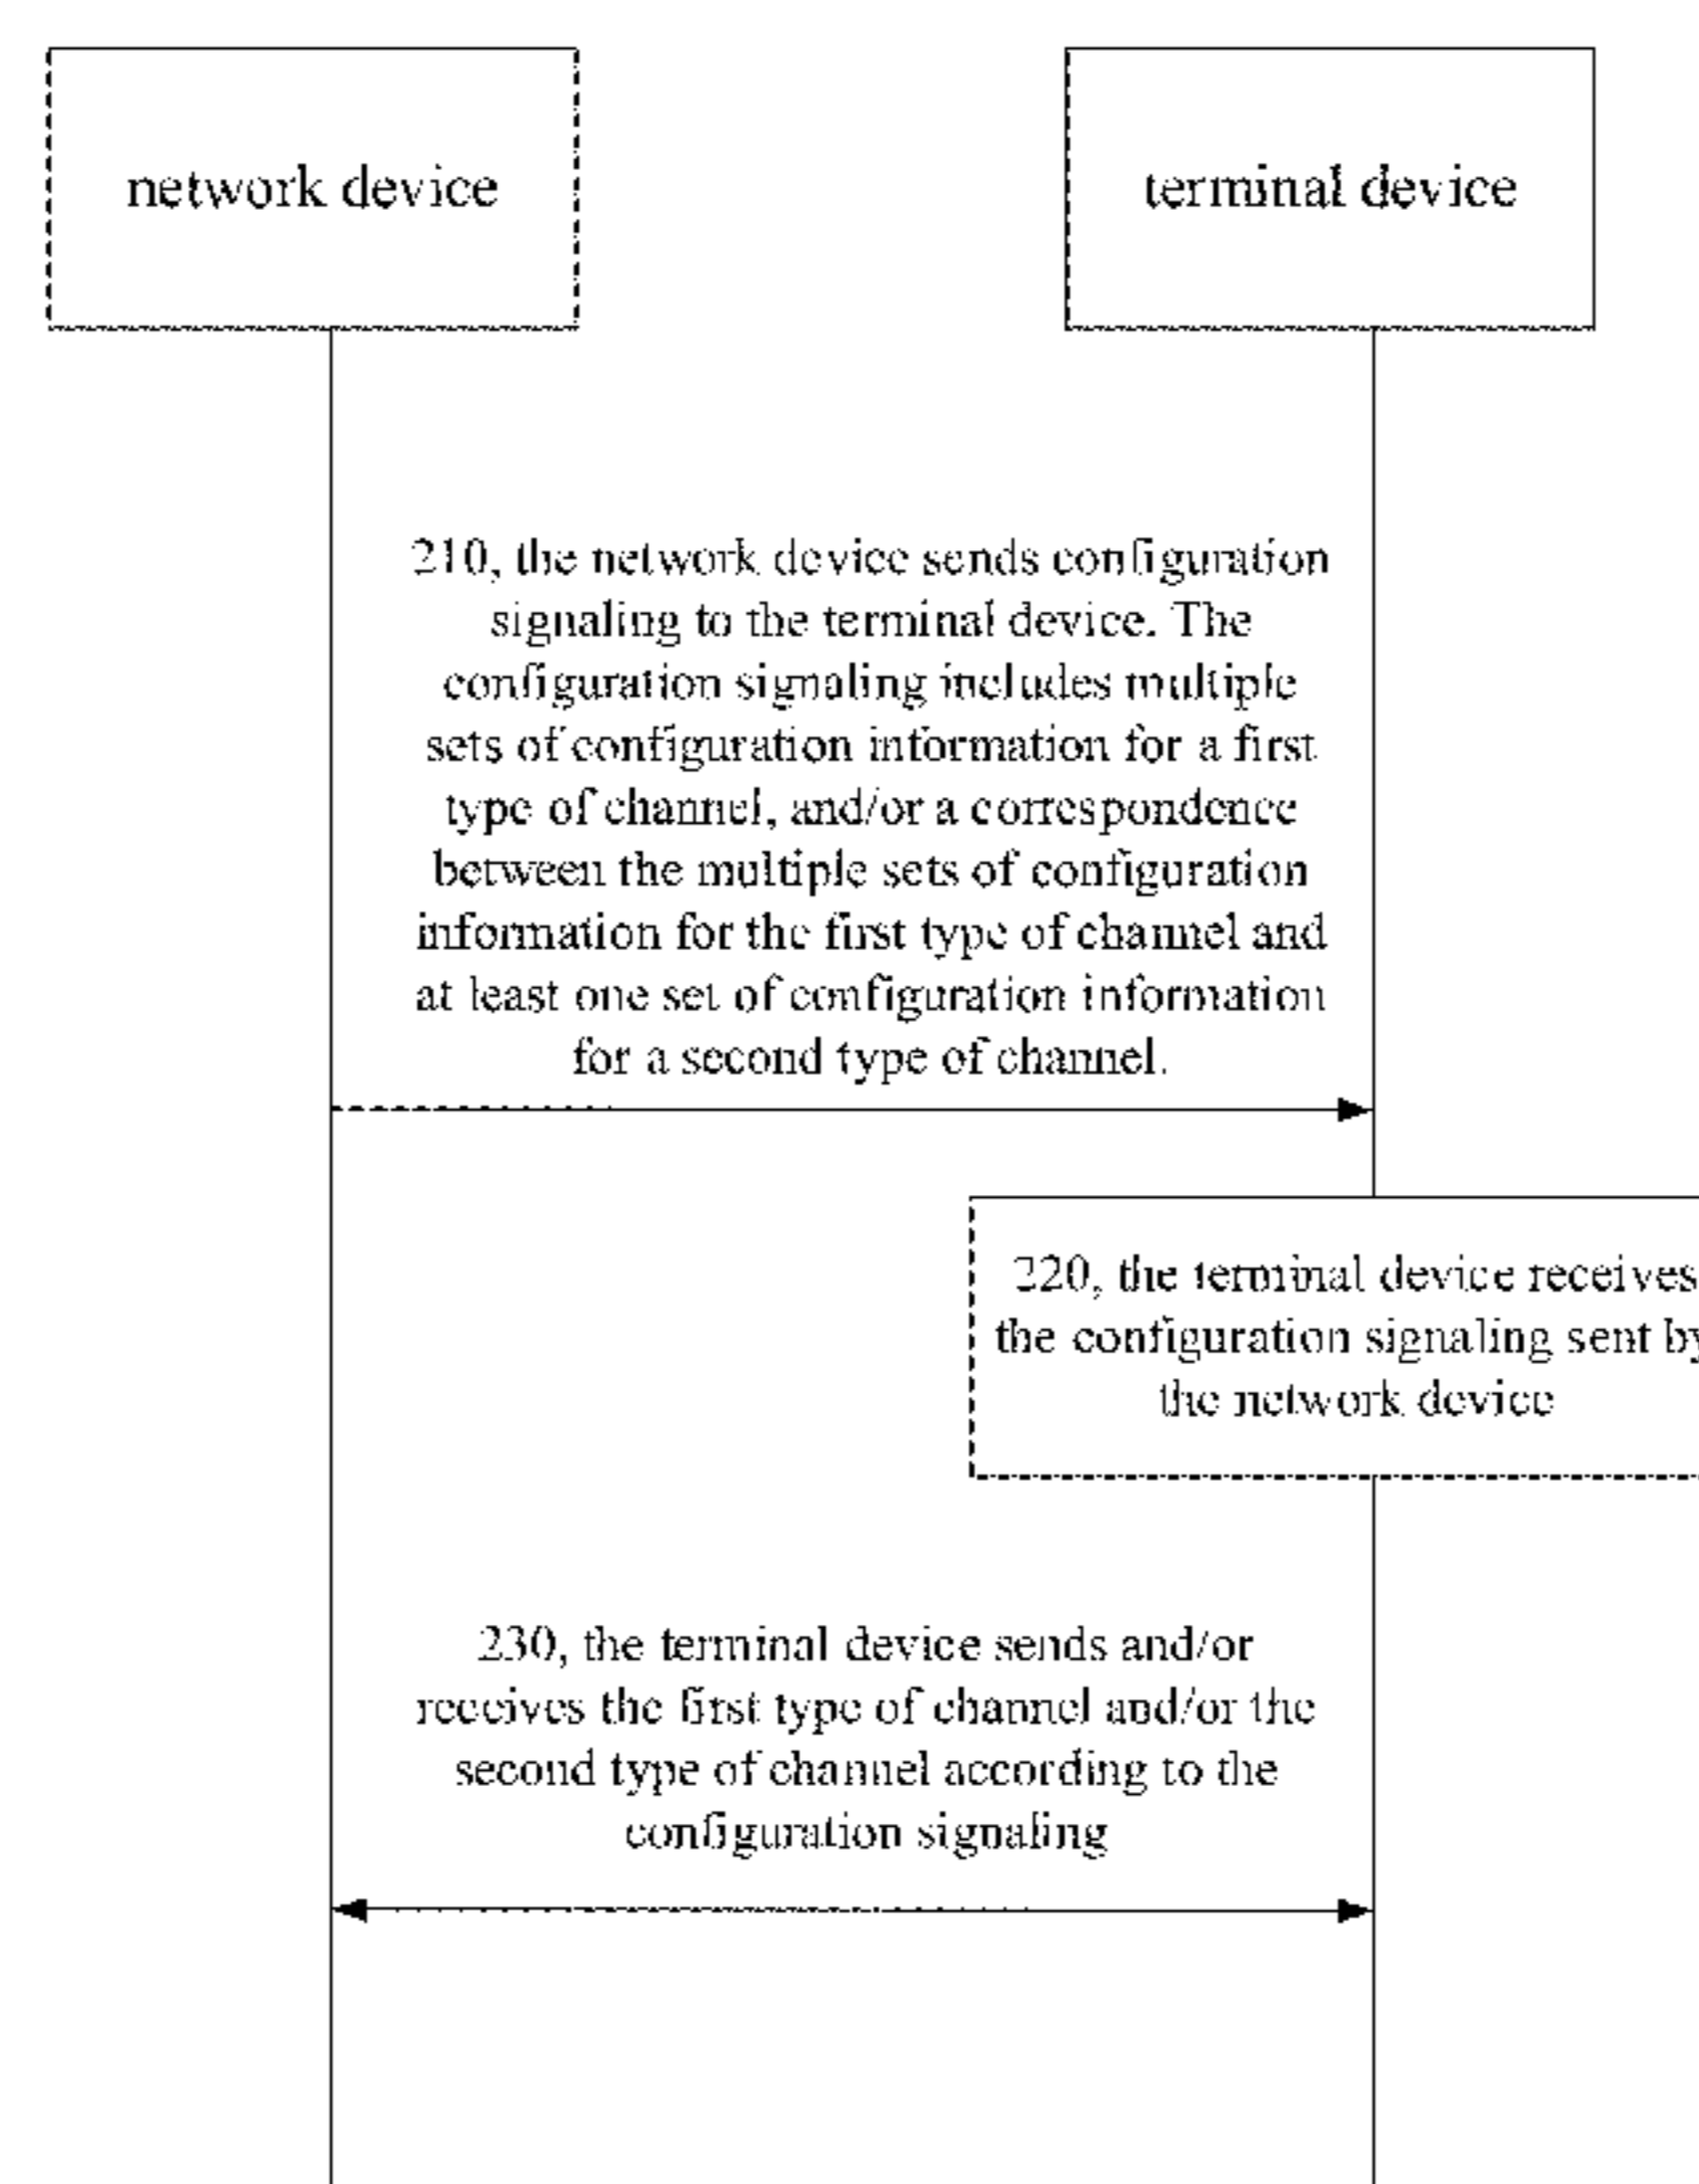 network device
terminal device
210, the network device sends configuration
signaling to the terminal device. The
configuration signaling includes multiple
sets of configuration information for a first
type of channel, and/or a correspondence
between the multiple sets of configuration
information for the first type of channel and
at least one set of configuration information
for a second type of channel.
220, the terminal device receives
the configuration signaling sent by
the network device
230, the terminal device sends and/or
receives the first type of channel and/or the
second type of channel according to the
configuration signaling